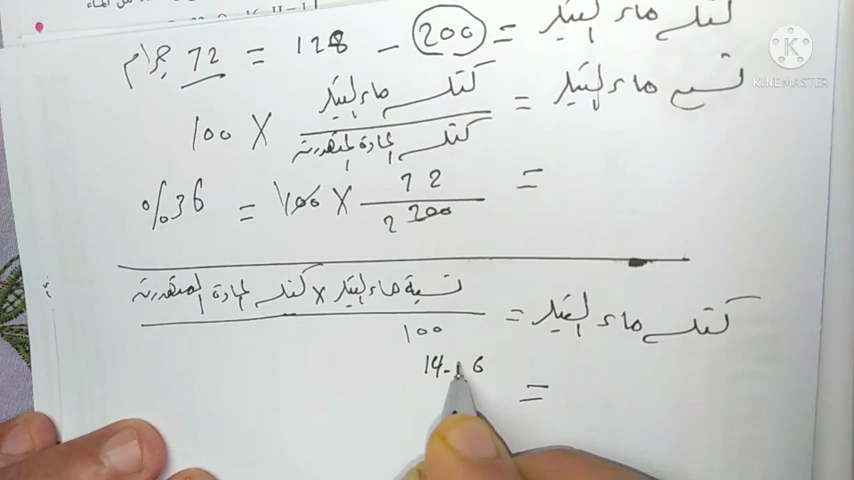 كتلة ماء التبلر = 200 - 128 = 72 جرام
نسبة ماء التبلر = كتلة ماء التبلر / كتلة المادة المتهدرتة × 100
= 72 / 200 2 × 100 = 36%
كتلة ماء التبلر = نسبة ماء التبلر × كتلة المادة المتهدرتة / 100
=
K
KINEMASTER